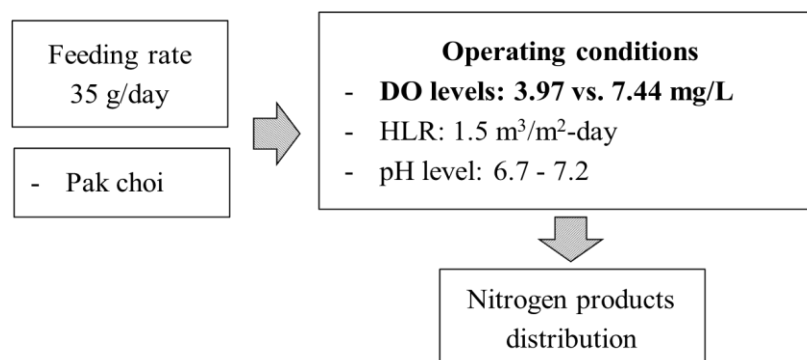 Feeding rate
35 g/day
- Pak choi
Operating conditions
- DO levels: 3.97 vs. 7.44 mg/L
- HLR: 1.5 m³/m²-day
- pH level: 6.7 - 7.2
Nitrogen products
distribution